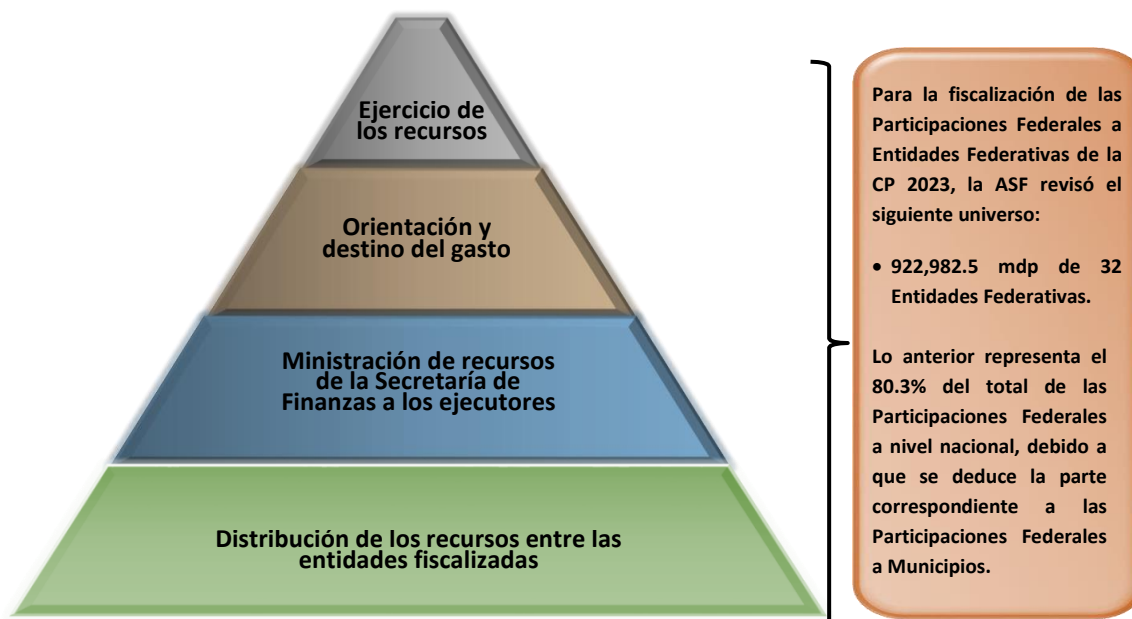 Ejercicio de
los recursos
Orientación y
destino del gasto
Ministración de recursos
de la Secretaría de
Finanzas a los ejecutores
Distribución de los recursos entre las
entidades fiscalizadas
Para la fiscalización de las
Participaciones Federales a
Entidades Federativas de la
CP 2023, la ASF revisó el
siguiente universo:
• 922,982.5 mdp de 32
Entidades Federativas.
Lo anterior representa el
80.3% del total de las
Participaciones Federales
a nivel nacional, debido a
que se deduce la parte
correspondiente a las
Participaciones Federales
a Municipios.